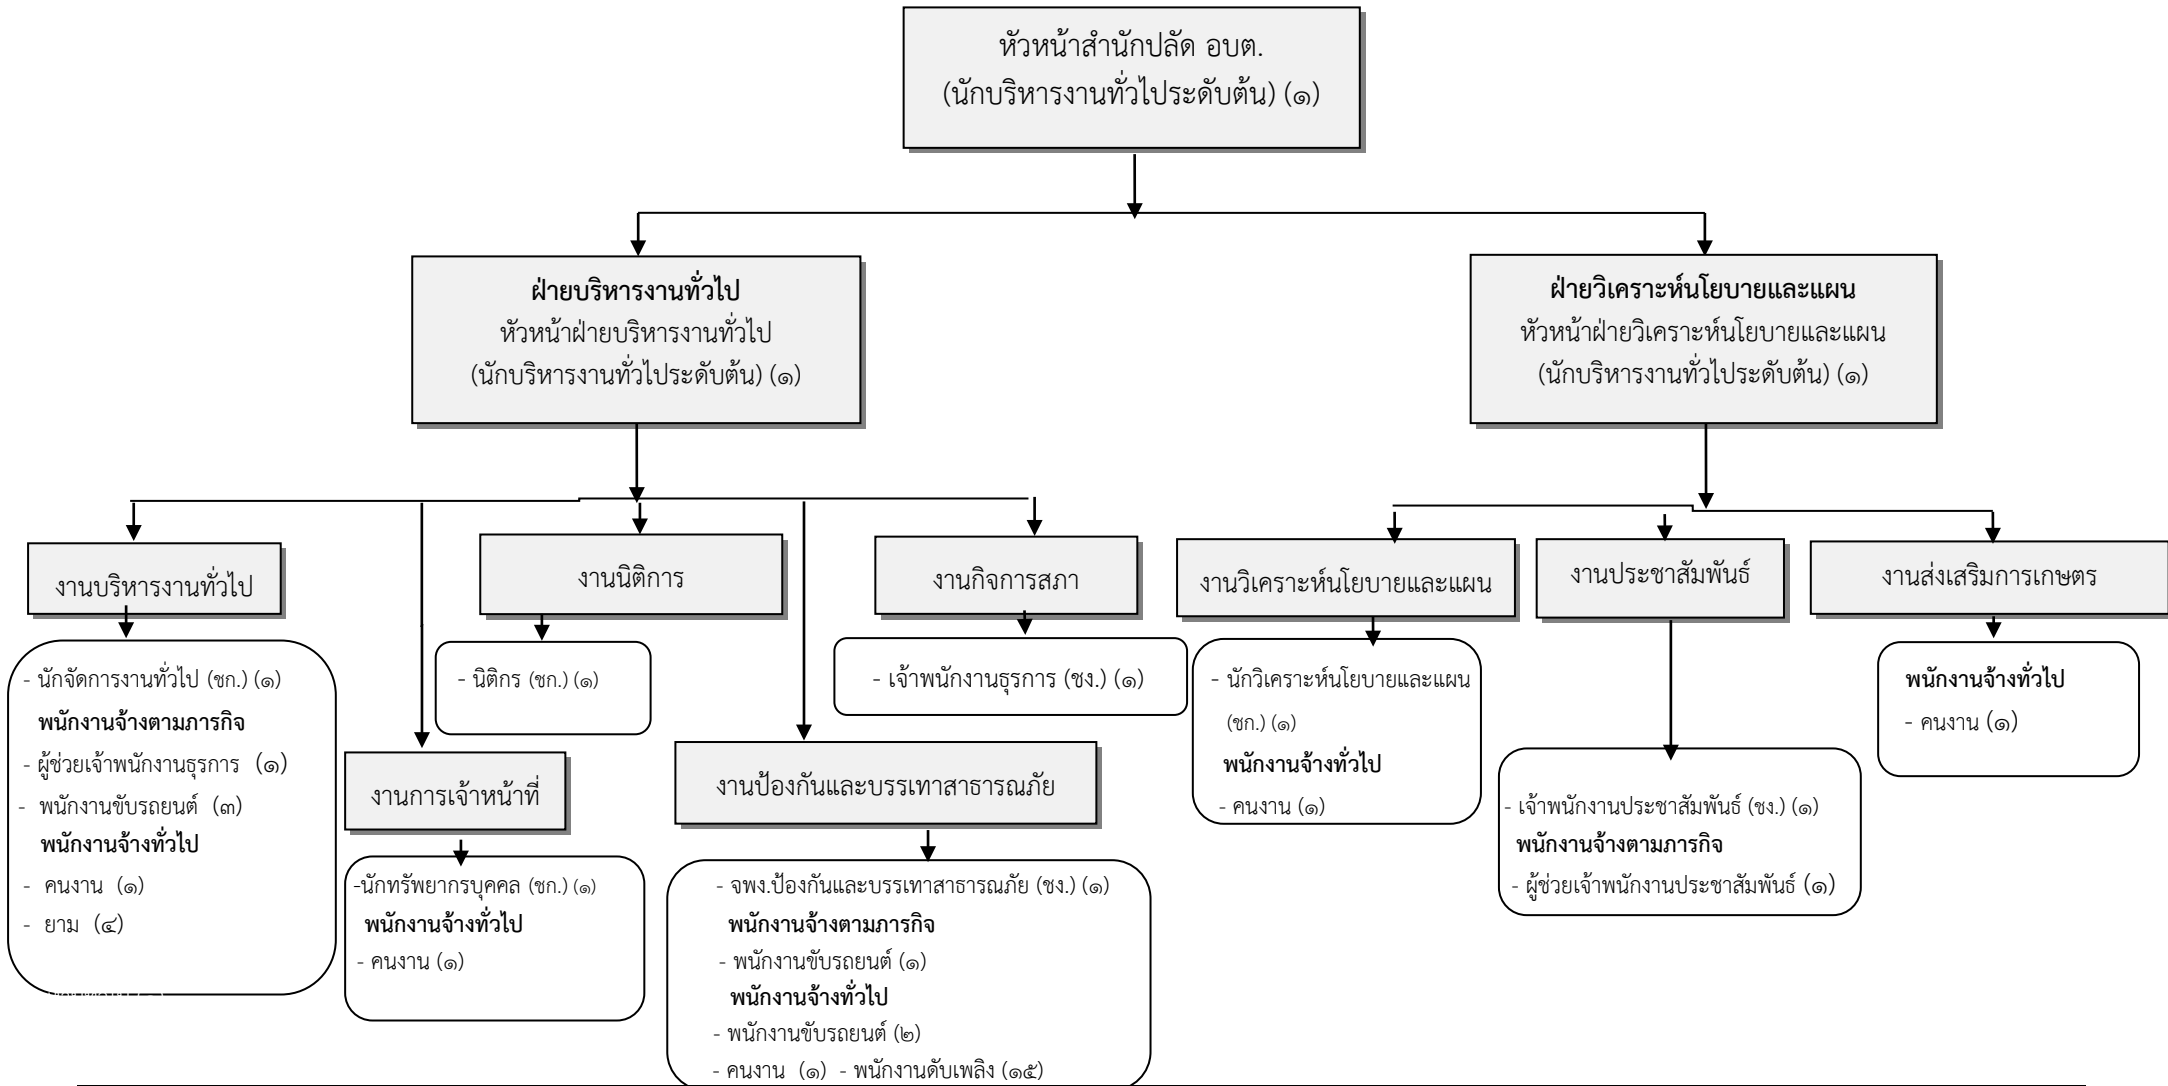 หัวหน้าสำนักปลัด อบต.
(นักบริหารงานทั่วไประดับต้น) (๑)
ฝ่ายบริหารงานทั่วไป
หัวหน้าฝ่ายบริหารงานทั่วไป
(นักบริหารงานทั่วไประดับต้น) (๑)
ฝ่ายวิเคราะห์นโยบายและแผน
หัวหน้าฝ่ายวิเคราะห์นโยบายและแผน
(นักบริหารงานทั่วไประดับต้น) (๑)
งานบริหารงานทั่วไป
- นักจัดการงานทั่วไป (ชก.) (๑)
พนักงานจ้างตามภารกิจ
- ผู้ช่วยเจ้าพนักงานธุรการ (๑)
- พนักงานขับรถยนต์ (๓)
พนักงานจ้างทั่วไป
- คนงาน (๑)
- ยาม (๔)
งานการเจ้าหน้าที่
-นักทรัพยากรบุคคล (ชก.) (๑)
พนักงานจ้างทั่วไป
- คนงาน (๑)
งานนิติการ
- นิติกร (ชก.) (๑)
งานป้องกันและบรรเทาสาธารณภัย
- จพง.ป้องกันและบรรเทาสาธารณภัย (ชง.) (๑)
พนักงานจ้างตามภารกิจ
- พนักงานขับรถยนต์ (๑)
พนักงานจ้างทั่วไป
- พนักงานขับรถยนต์ (๒)
- คนงาน (๑) - พนักงานดับเพลิง (๑๕)
งานกิจการสภา
- เจ้าพนักงานธุรการ (ชง.) (๑)
งานวิเคราะห์นโยบายและแผน
- นักวิเคราะห์นโยบายและแผน
(ชก.) (๑)
พนักงานจ้างทั่วไป
- คนงาน (๑)
งานประชาสัมพันธ์
- เจ้าพนักงานประชาสัมพันธ์ (ชง.) (๑)
พนักงานจ้างตามภารกิจ
- ผู้ช่วยเจ้าพนักงานประชาสัมพันธ์ (๑)
งานส่งเสริมการเกษตร
พนักงานจ้างทั่วไป
- คนงาน (๑)